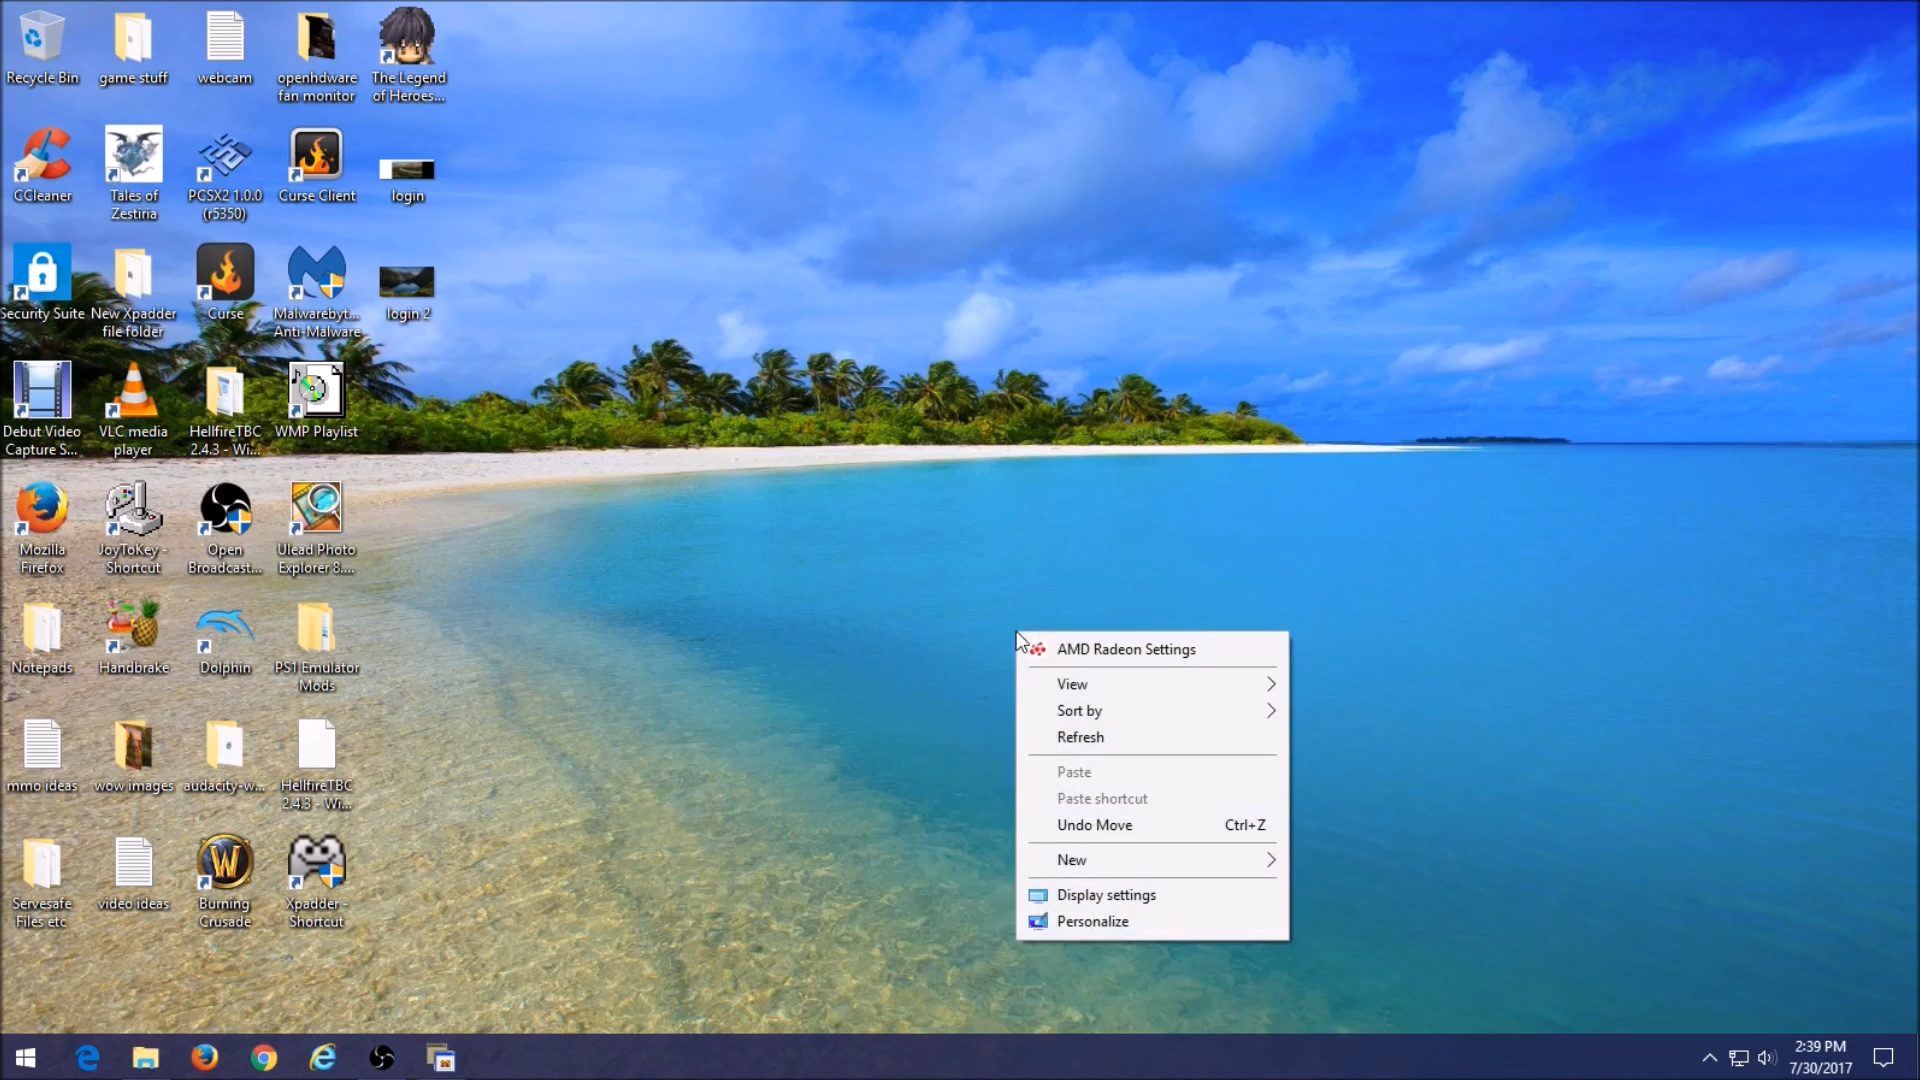 Recycle Bin
game stuff
webcam
openhdware
fan monitor
The Legend
of Heroes...
CCleaner
Tales of
Zestiria
PCSX2 1.0.0
(r5350)
Curse Client
login
Security Suite
New Xpadder
file folder
Curse
Malwarebyt...
Anti-Malware
login 2
Debut Video
Capture S...
VLC media
player
HellfireTBC
2.4.3 - Wi...
WMP Playlist
Mozilla
Firefox
JoyToKey -
Shortcut
Open
Broadcast...
Ulead Photo
Explorer 8....
Notepads
Handbrake
Dolphin
PS1 Emulator
Mods
mmo ideas
wow images
audacity-w...
HellfireTBC
2.4.3 - Wi...
Servesafe
Files etc
video ideas
Burning
Crusade
Xpadder -
Shortcut
AMD Radeon Settings
View
Sort by
Refresh
Paste
Paste shortcut
Undo Move Ctrl+Z
New
Display settings
Personalize
2:39 PM
7/30/2017